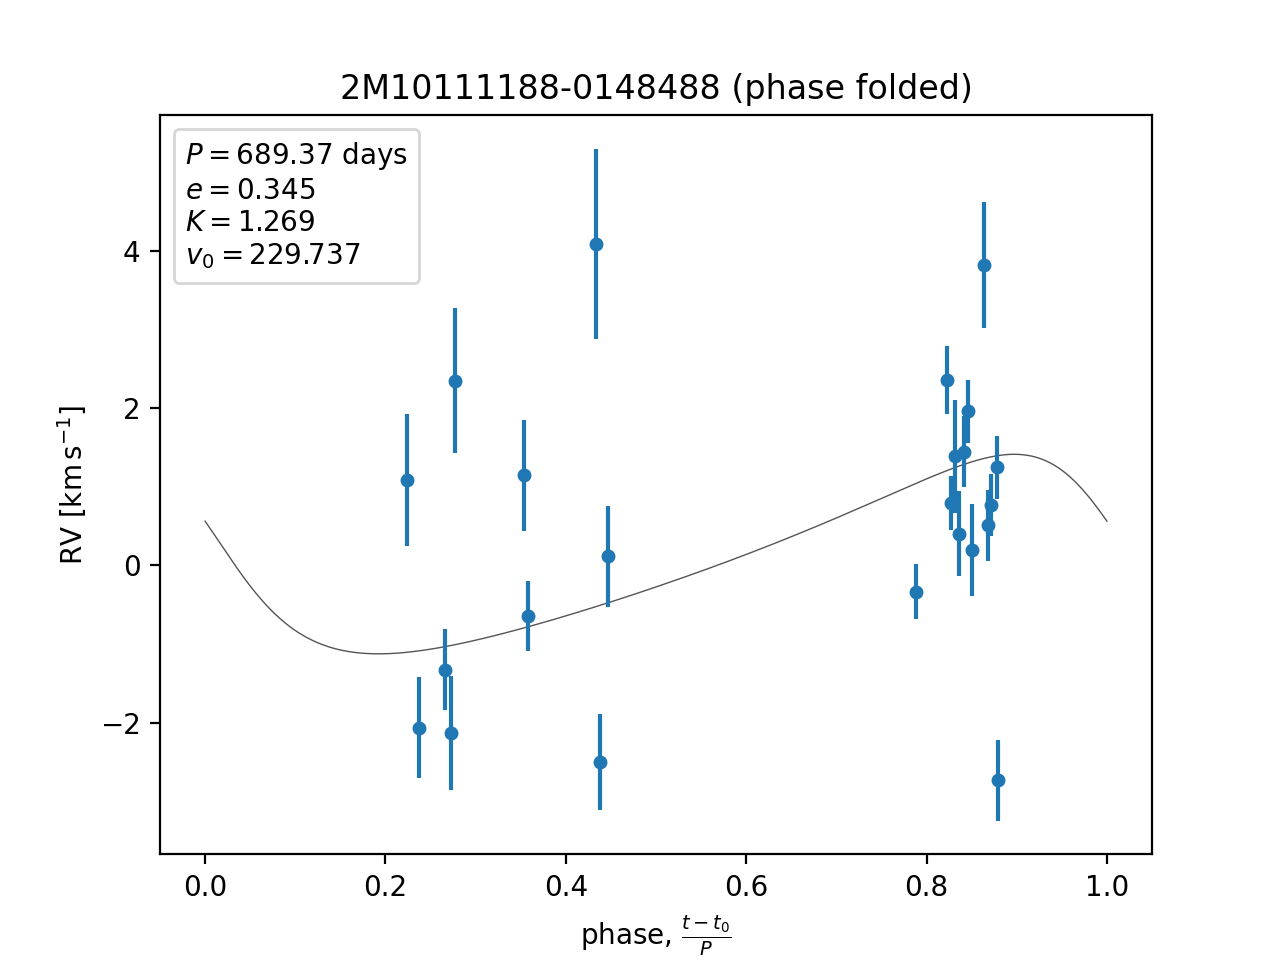 2M10111188-0148488 (phase folded)
P = 689.37 days
e = 0.345
K = 1.269
v₀ = 229.737
4
2
0
−2
RV [km s⁻¹]
0.0 0.2 0.4 0.6 0.8 1.0
phase, (t − t₀)/P